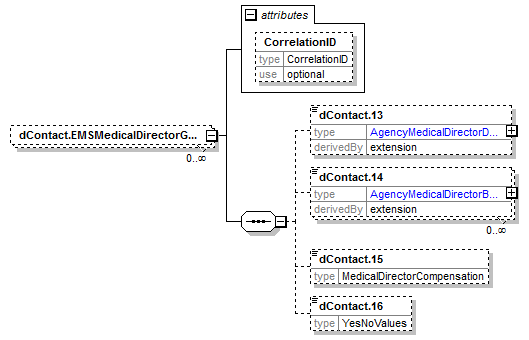 attributes
CorrelationID
type CorrelationID
use optional
dContact.EMSMedicalDirectorG...
0..∞
dContact.13
type AgencyMedicalDirectorD...
derivedBy extension
dContact.14
type AgencyMedicalDirectorB...
derivedBy extension
0..∞
dContact.15
type MedicalDirectorCompensation
dContact.16
type YesNoValues